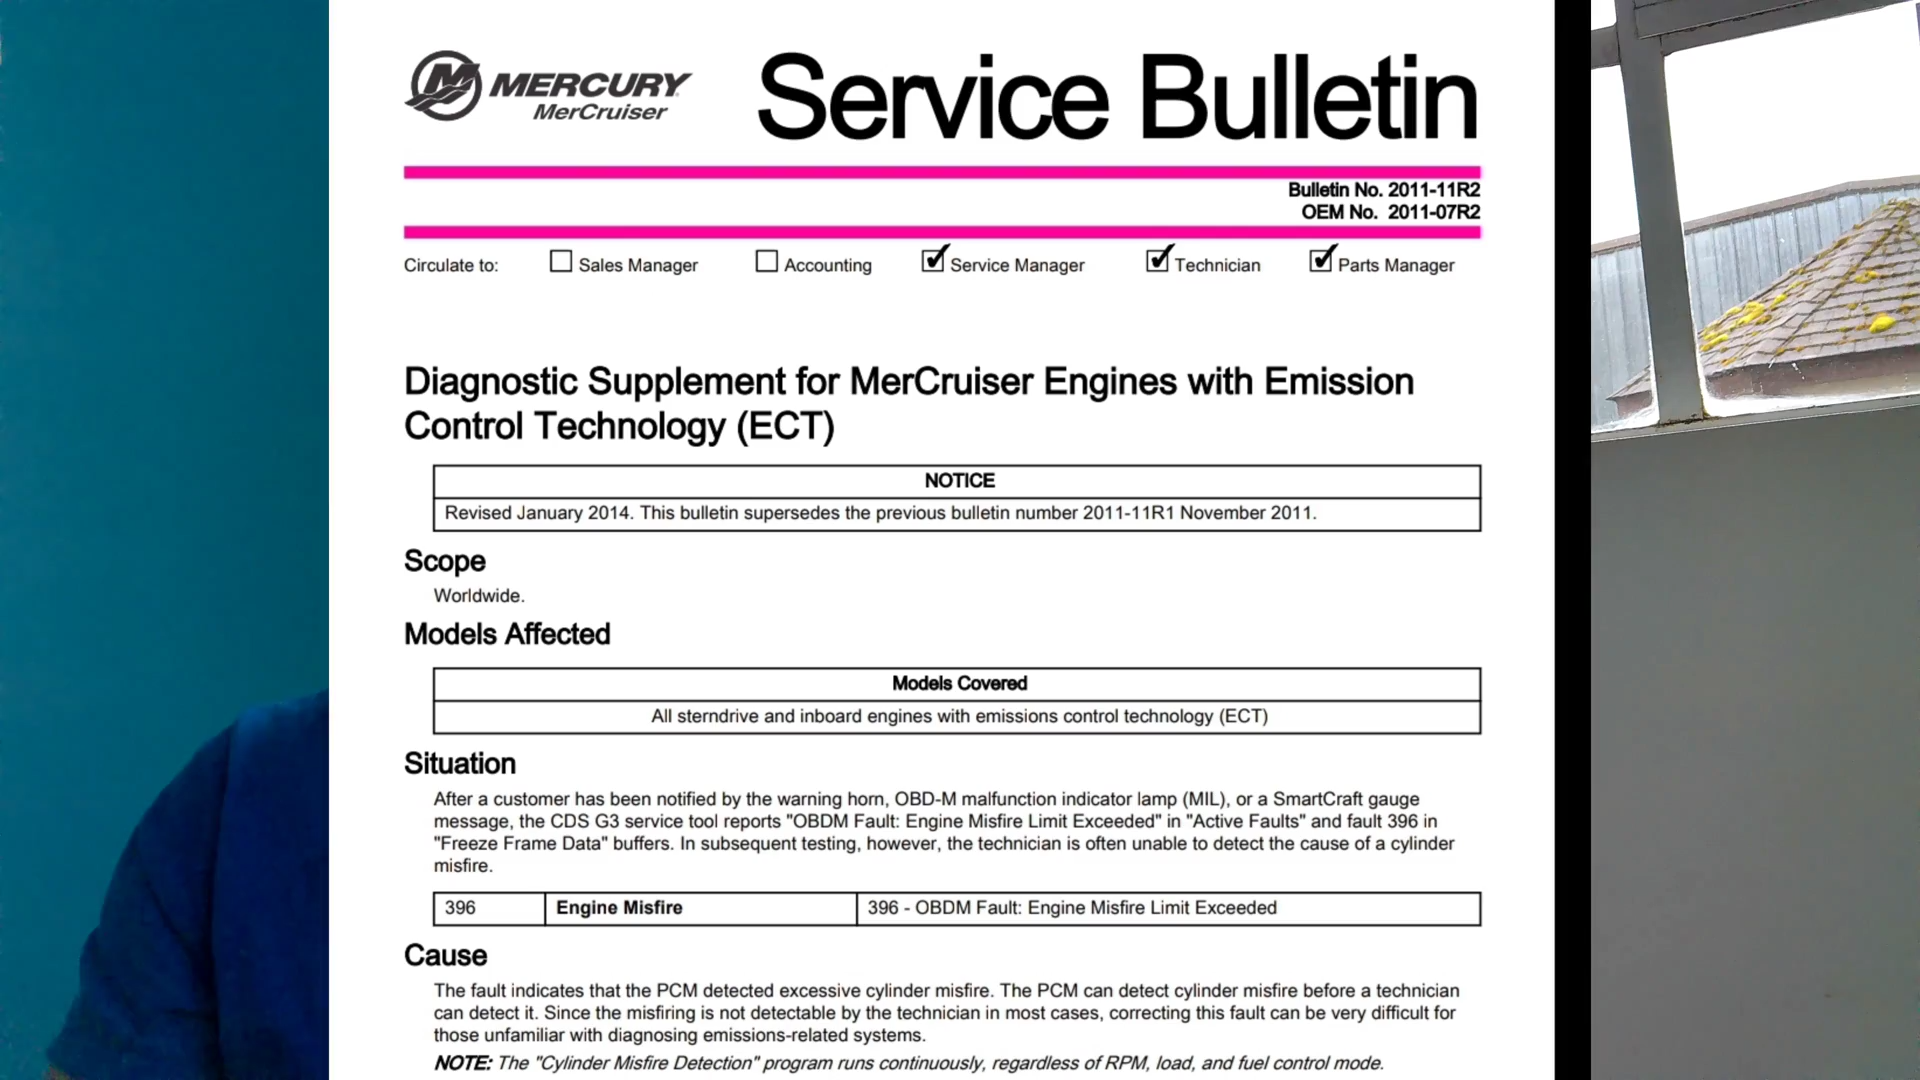 MERCURY
MerCruiser
Service Bulletin
Bulletin No. 2011-11R2
OEM No. 2011-07R2
Circulate to: Sales Manager Accounting Service Manager Technician Parts Manager
Diagnostic Supplement for MerCruiser Engines with Emission
Control Technology (ECT)
NOTICE
Revised January 2014. This bulletin supersedes the previous bulletin number 2011-11R1 November 2011.
Scope
Worldwide.
Models Affected
Models Covered
All sterndrive and inboard engines with emissions control technology (ECT)
Situation
After a customer has been notified by the warning horn, OBD-M malfunction indicator lamp (MIL), or a SmartCraft gauge
message, the CDS G3 service tool reports "OBDM Fault: Engine Misfire Limit Exceeded" in "Active Faults" and fault 396 in
"Freeze Frame Data" buffers. In subsequent testing, however, the technician is often unable to detect the cause of a cylinder
misfire.
396 Engine Misfire 396 - OBDM Fault: Engine Misfire Limit Exceeded
Cause
The fault indicates that the PCM detected excessive cylinder misfire. The PCM can detect cylinder misfire before a technician
can detect it. Since the misfiring is not detectable by the technician in most cases, correcting this fault can be very difficult for
those unfamiliar with diagnosing emissions-related systems.
NOTE: The "Cylinder Misfire Detection" program runs continuously, regardless of RPM, load, and fuel control mode.